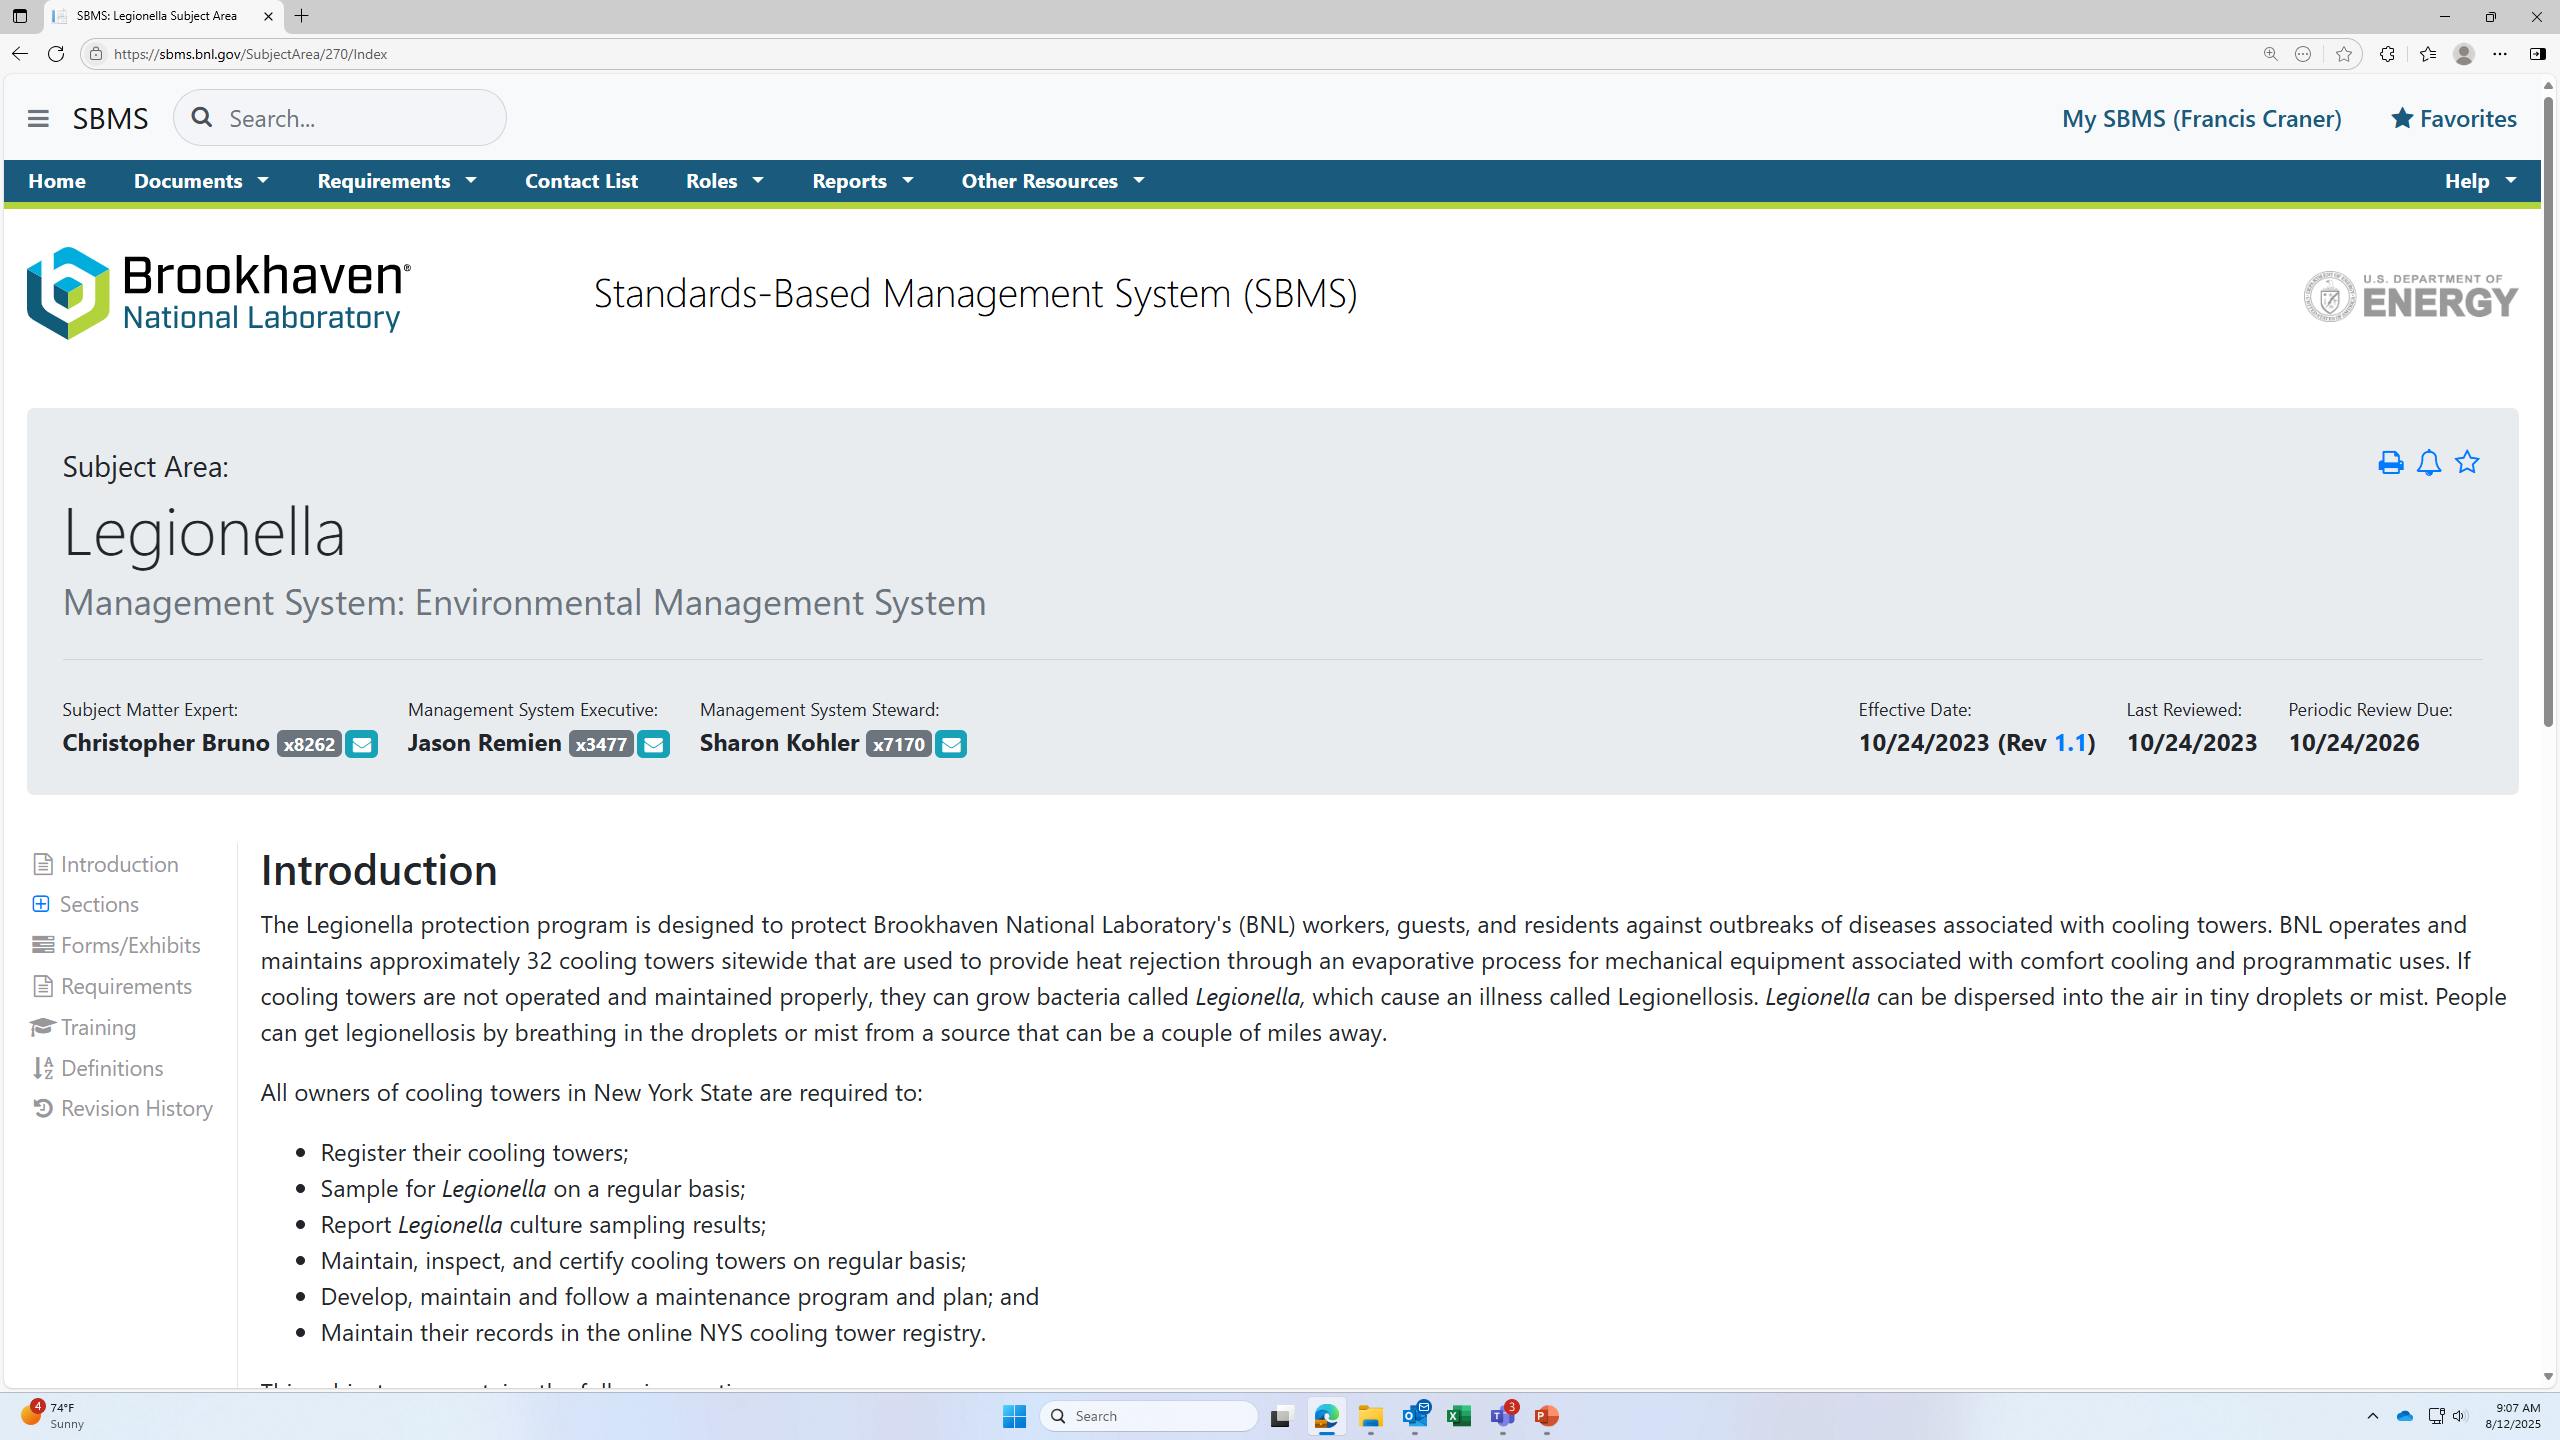 SBMS: Legionella Subject Area
https://sbms.bnl.gov/SubjectArea/270/Index
SBMS
Search...
My SBMS (Francis Craner)
Favorites
Home
Documents
Requirements
Contact List
Roles
Reports
Other Resources
Help
Brookhaven®
National Laboratory
Standards-Based Management System (SBMS)
U.S. DEPARTMENT OF
ENERGY
Subject Area:
Legionella
Management System: Environmental Management System
Subject Matter Expert:
Christopher Bruno x8262
Management System Executive:
Jason Remien x3477
Management System Steward:
Sharon Kohler x7170
Effective Date:
10/24/2023 (Rev 1.1)
Last Reviewed:
10/24/2023
Periodic Review Due:
10/24/2026
Introduction
Sections
Forms/Exhibits
Requirements
Training
Definitions
Revision History
Introduction
The Legionella protection program is designed to protect Brookhaven National Laboratory's (BNL) workers, guests, and residents against outbreaks of diseases associated with cooling towers. BNL operates and
maintains approximately 32 cooling towers sitewide that are used to provide heat rejection through an evaporative process for mechanical equipment associated with comfort cooling and programmatic uses. If
cooling towers are not operated and maintained properly, they can grow bacteria called Legionella, which cause an illness called Legionellosis. Legionella can be dispersed into the air in tiny droplets or mist. People
can get legionellosis by breathing in the droplets or mist from a source that can be a couple of miles away.
All owners of cooling towers in New York State are required to:
• Register their cooling towers;
• Sample for Legionella on a regular basis;
• Report Legionella culture sampling results;
• Maintain, inspect, and certify cooling towers on regular basis;
• Develop, maintain and follow a maintenance program and plan; and
• Maintain their records in the online NYS cooling tower registry.
4
74°F
Sunny
Search
3
9:07 AM
8/12/2025